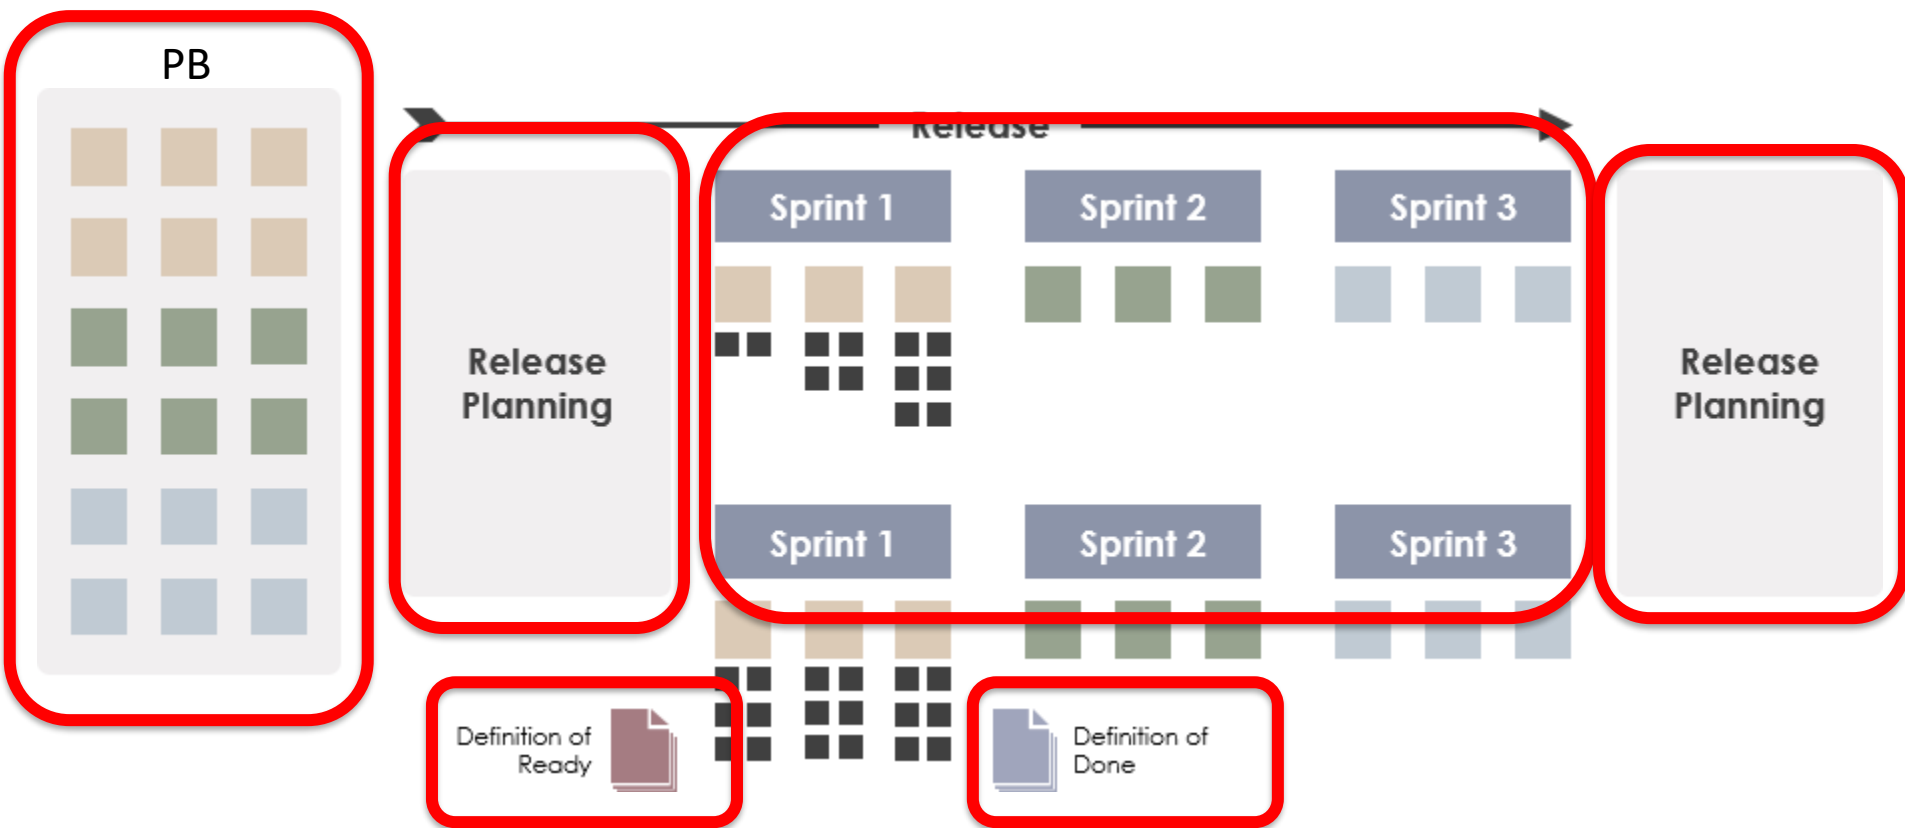 PB
Release
Sprint 1
Sprint 2
Sprint 3
Release
Planning
Release
Planning
Sprint 1
Sprint 2
Sprint 3
Definition of
Ready
Definition of
Done